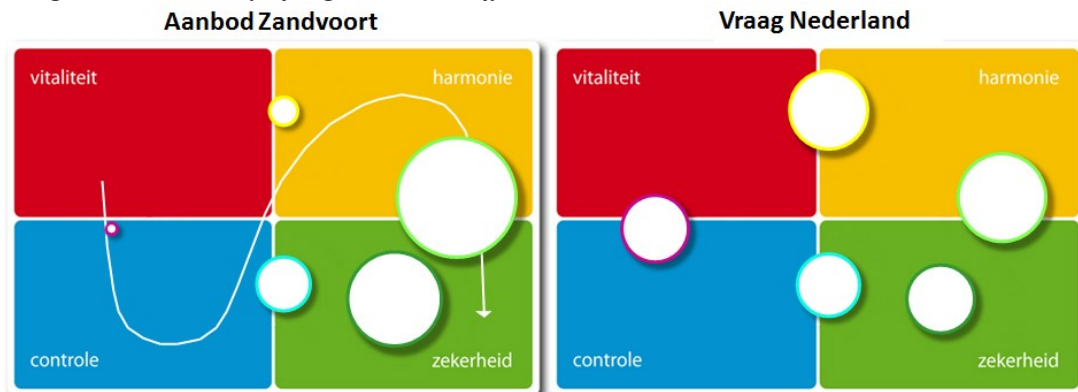 Aanbod Zandvoort
vitaliteit
harmonie
controle
zekerheid
Vraag Nederland
vitaliteit
harmonie
controle
zekerheid